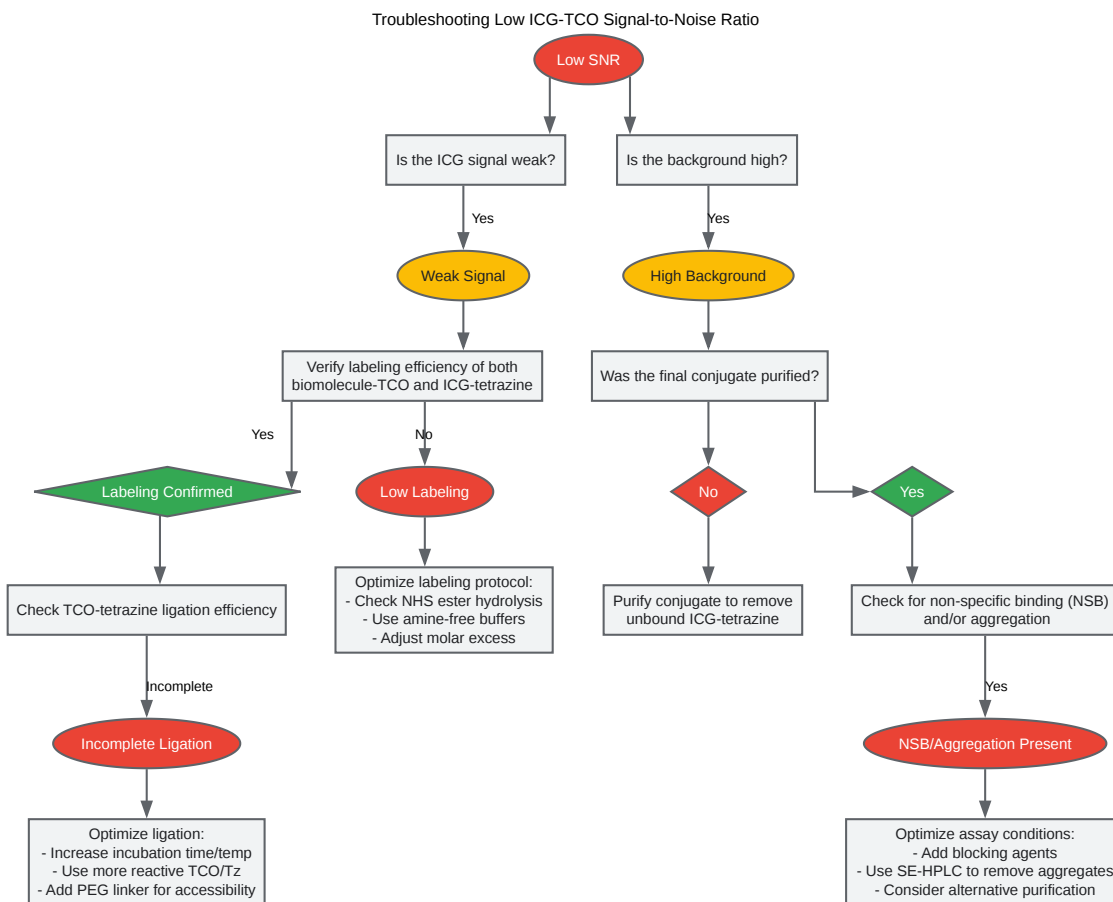 Troubleshooting Low ICG-TCO Signal-to-Noise Ratio
Low SNR
Is the ICG signal weak?
Is the background high?
Yes
Yes
Weak Signal
High Background
Verify labeling efficiency of both
biomolecule-TCO and ICG-tetrazine
Was the final conjugate purified?
Yes
No
Labeling Confirmed
Low Labeling
No
Yes
Check TCO-tetrazine ligation efficiency
Optimize labeling protocol:
- Check NHS ester hydrolysis
- Use amine-free buffers
- Adjust molar excess
Purify conjugate to remove
unbound ICG-tetrazine
Check for non-specific binding (NSB)
and/or aggregation
Incomplete
Yes
Incomplete Ligation
NSB/Aggregation Present
Optimize ligation:
- Increase incubation time/temp
- Use more reactive TCO/Tz
- Add PEG linker for accessibility
Optimize assay conditions:
- Add blocking agents
- Use SE-HPLC to remove aggregates
- Consider alternative purification